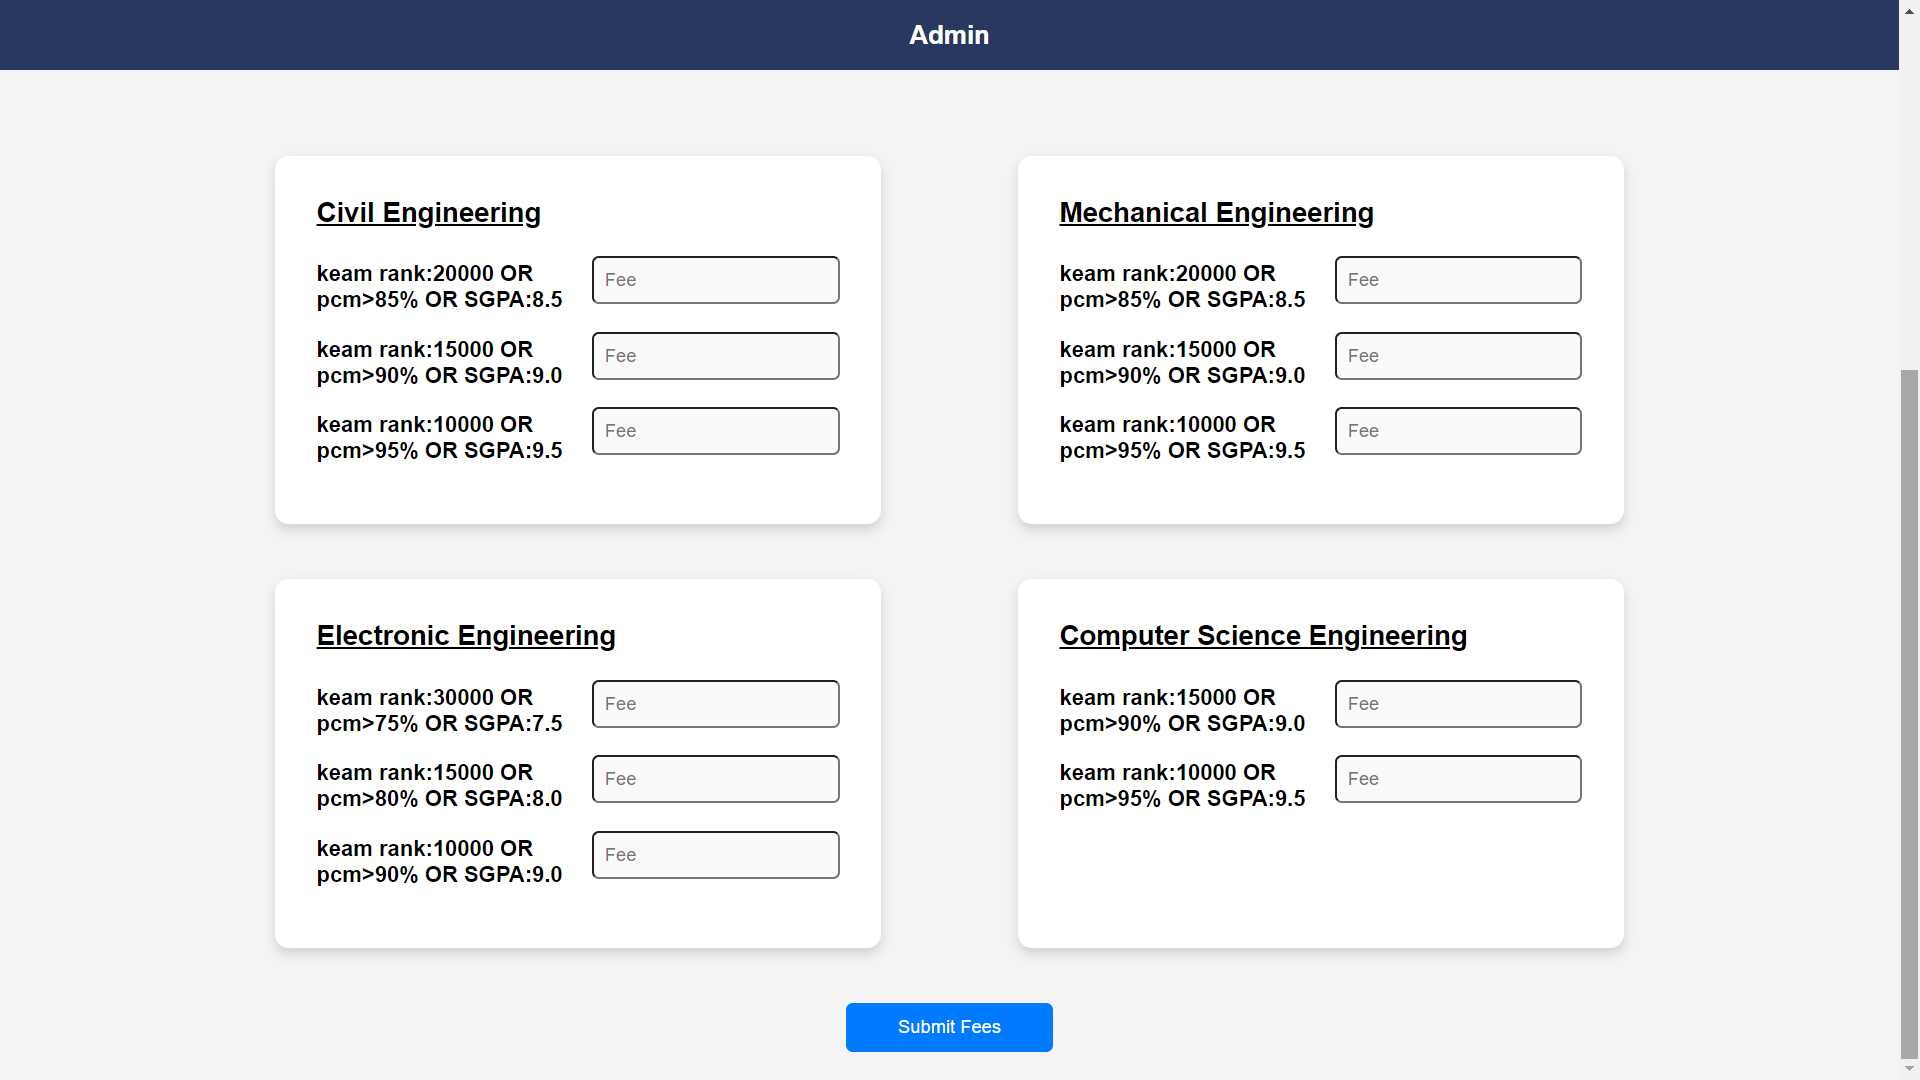 Admin
Civil Engineering
keam rank:20000 OR
pcm>85% OR SGPA:8.5
Fee
keam rank:15000 OR
pcm>90% OR SGPA:9.0
Fee
keam rank:10000 OR
pcm>95% OR SGPA:9.5
Fee
Mechanical Engineering
keam rank:20000 OR
pcm>85% OR SGPA:8.5
Fee
keam rank:15000 OR
pcm>90% OR SGPA:9.0
Fee
keam rank:10000 OR
pcm>95% OR SGPA:9.5
Fee
Electronic Engineering
keam rank:30000 OR
pcm>75% OR SGPA:7.5
Fee
keam rank:15000 OR
pcm>80% OR SGPA:8.0
Fee
keam rank:10000 OR
pcm>90% OR SGPA:9.0
Fee
Computer Science Engineering
keam rank:15000 OR
pcm>90% OR SGPA:9.0
Fee
keam rank:10000 OR
pcm>95% OR SGPA:9.5
Fee
Submit Fees